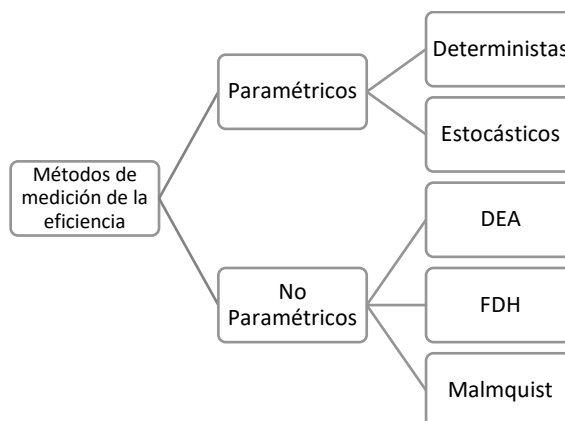 Deterministas
Paramétricos
Estocásticos
Métodos de
medición de la
eficiencia
DEA
No
Paramétricos
FDH
Malmquist